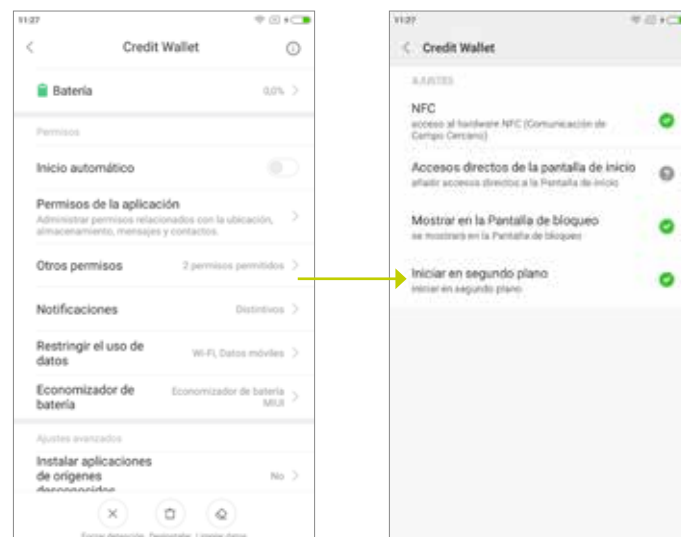 11:27
Credit Wallet
Batería
0,0%
Permisos
Inicio automático
Permisos de la aplicación
Administrar permisos relacionados con la ubicación,
almacenamiento, mensajes y contactos.
Otros permisos
2 permisos permitidos
Notificaciones
Distintivos
Restringir el uso de
datos
Wi-Fi, Datos móviles
Economizador de
batería
Economizador de batería
MIUI
Ajustes avanzados
Instalar aplicaciones
de orígenes
desconocidos
No
Forzar detención
Desinstalar
Limpiar datos
11:27
Credit Wallet
AJUSTES
NFC
acceso al hardware NFC (Comunicación de
Campo Cercano)
Accesos directos de la pantalla de inicio
añadir accesos directos a la Pantalla de inicio
Mostrar en la Pantalla de bloqueo
se mostrará en la Pantalla de bloqueo
Iniciar en segundo plano
Iniciar en segundo plano